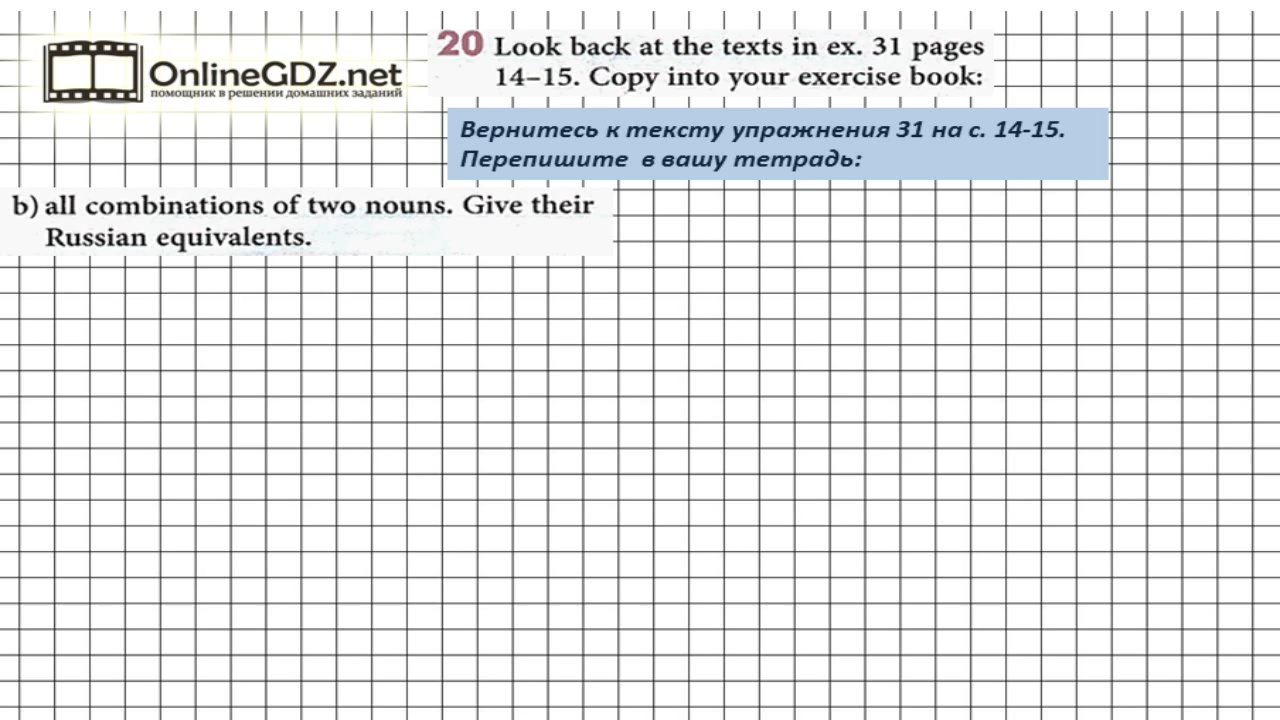 OnlineGDZ.net
помощник в решении домашних заданий
20 Look back at the texts in ex. 31 pages
14–15. Copy into your exercise book:
Вернитесь к тексту упражнения 31 на с. 14-15.
Перепишите в вашу тетрадь:
b) all combinations of two nouns. Give their
Russian equivalents.